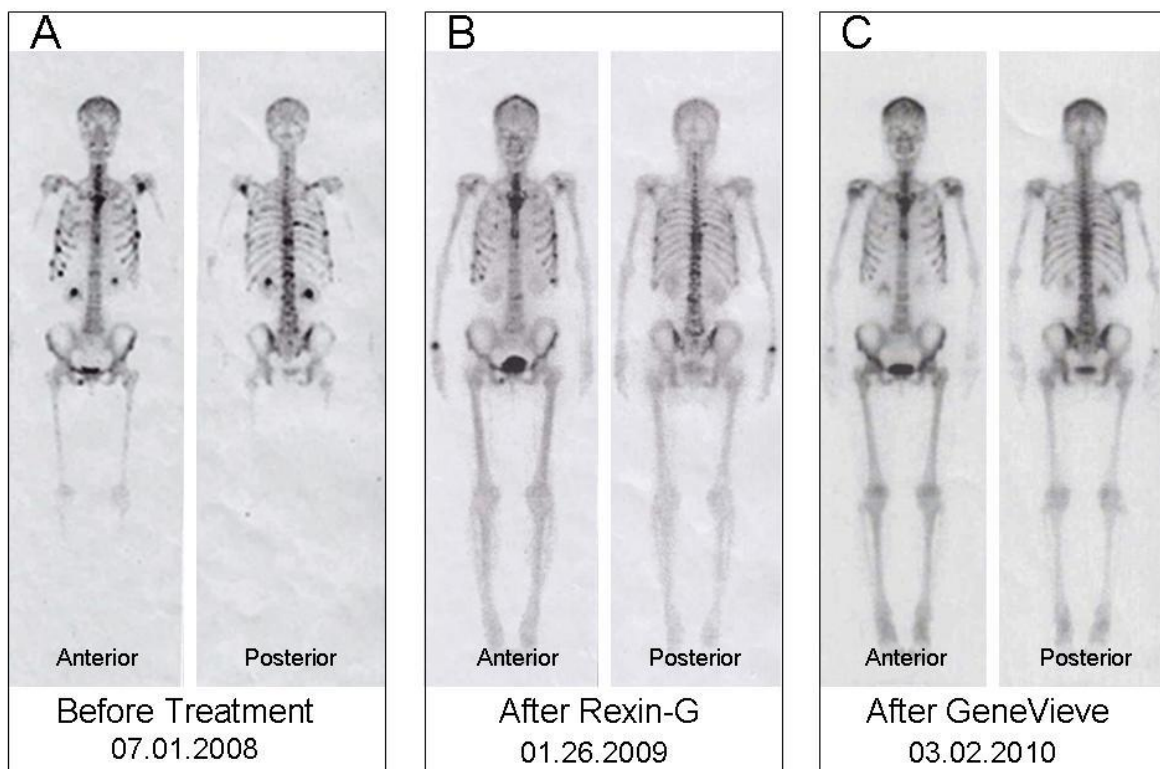 A
Anterior
Posterior
Before Treatment
07.01.2008
B
Anterior
Posterior
After Rexin-G
01.26.2009
C
Anterior
Posterior
After GeneVieve
03.02.2010